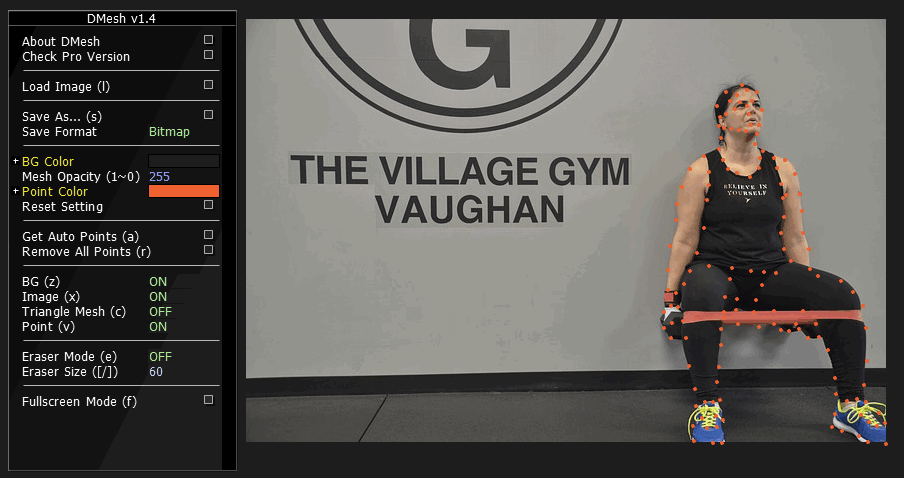 DMesh v1.4
About DMesh
Check Pro Version
Load Image (l)
Save As... (s)
Save Format Bitmap
+ BG Color
Mesh Opacity (1~0) 255
+ Point Color
Reset Setting
Get Auto Points (a)
Remove All Points (r)
BG (z) ON
Image (x) ON
Triangle Mesh (c) OFF
Point (v) ON
Eraser Mode (e) OFF
Eraser Size ([/]) 60
Fullscreen Mode (f)
G
THE VILLAGE GYM
VAUGHAN
BELIEVE IN
YOURSELF